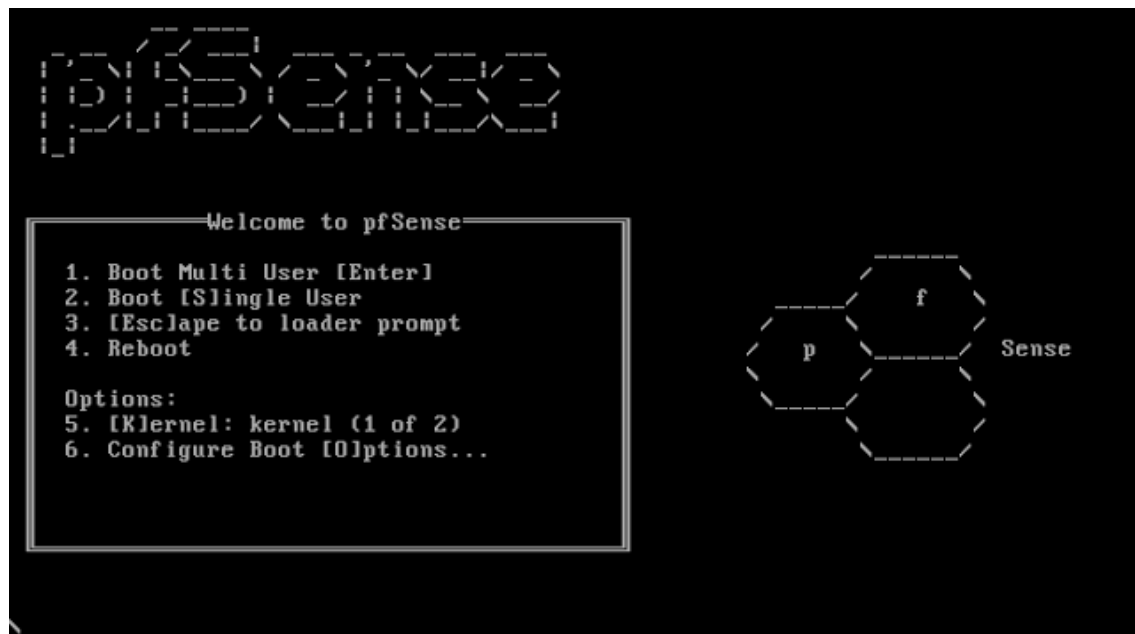 pfSense
Welcome to pfSense
1. Boot Multi User [Enter]
2. Boot [S]ingle User
3. [Esc]ape to loader prompt
4. Reboot
Options:
5. [K]ernel: kernel (1 of 2)
6. Configure Boot [O]ptions...
f
p
Sense